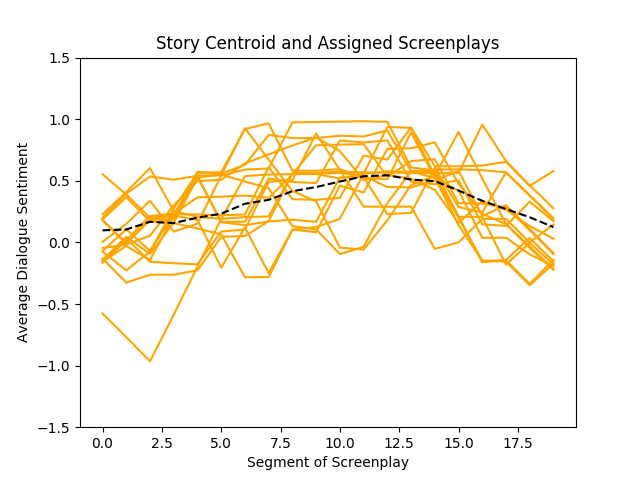 Story Centroid and Assigned Screenplays
Average Dialogue Sentiment
1.5
1.0
0.5
0.0
−0.5
−1.0
−1.5
0.0 2.5 5.0 7.5 10.0 12.5 15.0 17.5
Segment of Screenplay